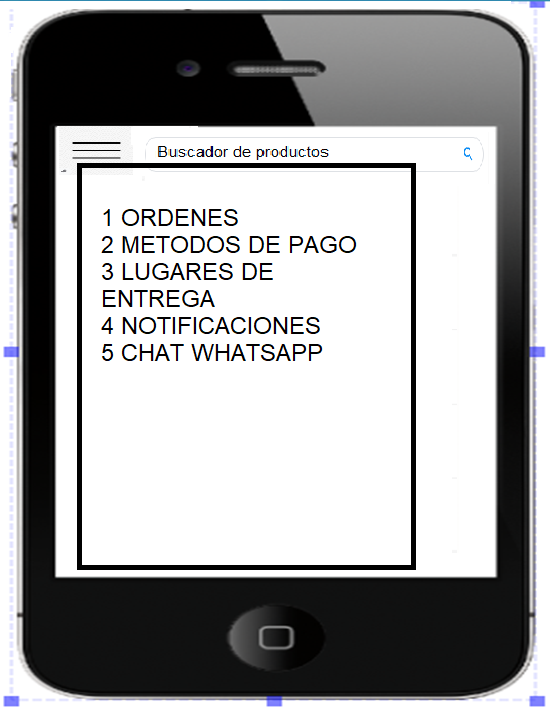 Buscador de productos
1 ORDENES
2 METODOS DE PAGO
3 LUGARES DE
ENTREGA
4 NOTIFICACIONES
5 CHAT WHATSAPP